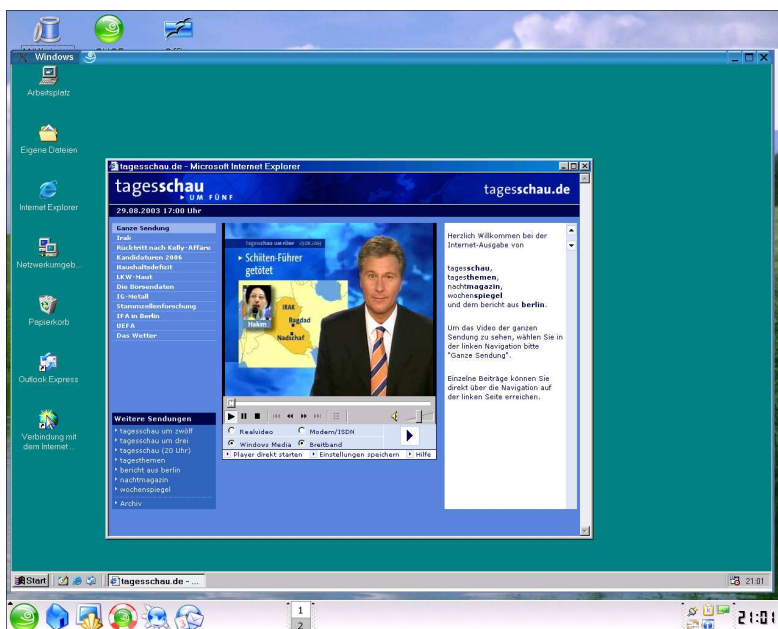 Windows
Arbeitsplatz
Eigene Dateien
Internet Explorer
Netzwerkumgeb...
Papierkorb
Outlook Express
Verbindung mit
dem Internet ...
tagesschau.de - Microsoft Internet Explorer
tagesschau
UM FÜNF
tagesschau.de
29.08.2003 17:00 Uhr
Ganze Sendung
Irak
Rücktritt nach Kelly-Affäre
Kandidaturen 2006
Haushaltsdefizit
LKW-Maut
Die Börsendaten
IG-Metall
Stammzellenforschung
IFA in Berlin
UEFA
Das Wetter
Weitere Sendungen
tagesschau um zwölf
tagesschau um drei
tagesschau (20 Uhr)
tagesthemen
bericht aus berlin
nachtmagazin
wochenspiegel
Archiv
tagesschau UM FÜNF 29.08.2003
Schiiten-Führer
getötet
IRAK
Bagdad
Hakim
Nadschaf
Realvideo
Modem/ISDN
Windows Media
Breitband
Player direkt starten
Einstellungen speichern
Hilfe
Herzlich Willkommen bei der
Internet-Ausgabe von
tagesschau,
tagesthemen,
nachtmagazin,
wochenspiegel
und dem bericht aus berlin.
Um das Video der ganzen
Sendung zu sehen, wählen Sie in
der linken Navigation bitte
"Ganze Sendung".
Einzelne Beiträge können Sie
direkt über die Navigation auf
der linken Seite erreichen.
Start
tagesschau.de - ...
21:01
1
2
21:01